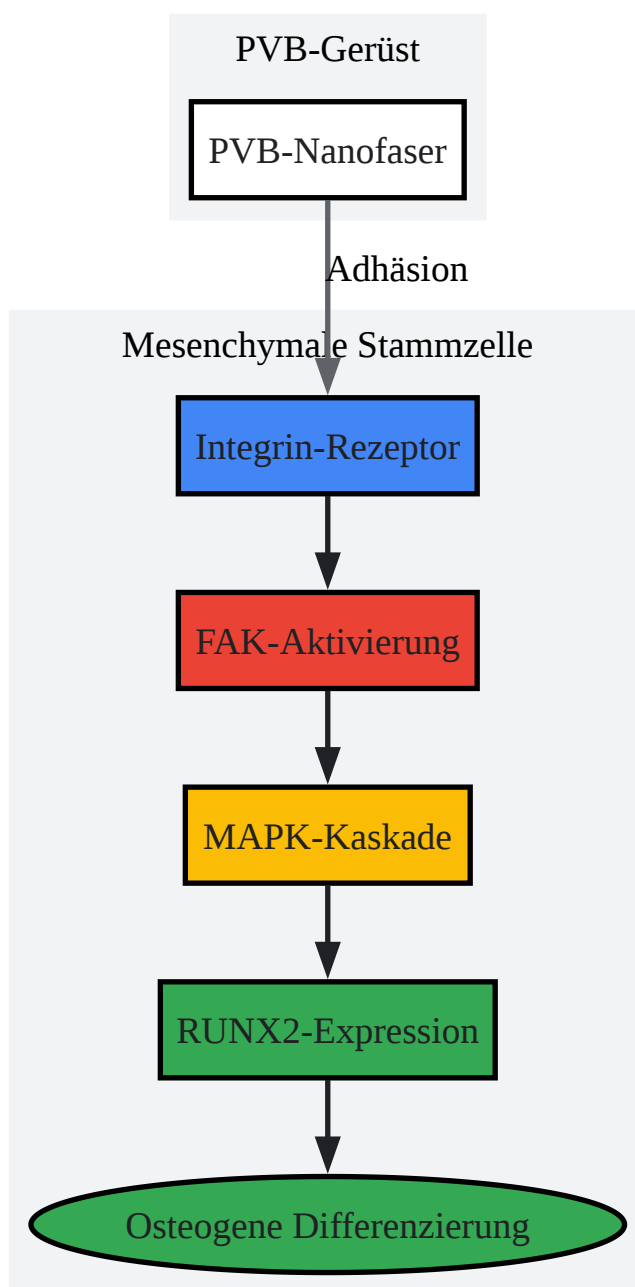 PVB-Gerüst
PVB-Nanofaser
Adhäsion
Mesenchymale Stammzelle
Integrin-Rezeptor
FAK-Aktivierung
MAPK-Kaskade
RUNX2-Expression
Osteogene Differenzierung